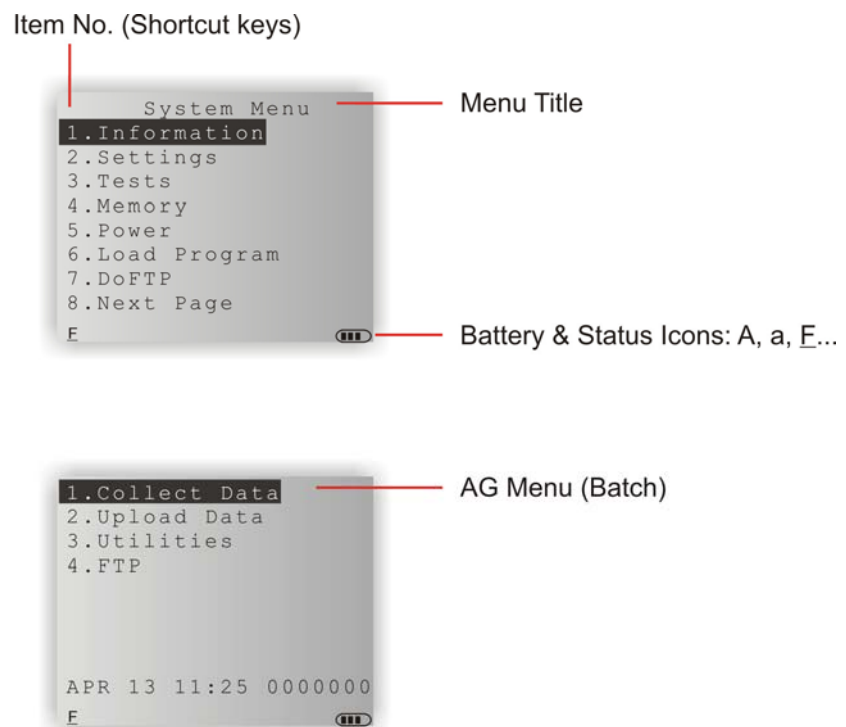 Item No. (Shortcut keys)
System Menu
Menu Title
1.Information
2.Settings
3.Tests
4.Memory
5.Power
6.Load Program
7.DoFTP
8.Next Page
F
Battery & Status Icons: A, a, F...
1.Collect Data
AG Menu (Batch)
2.Upload Data
3.Utilities
4.FTP
APR 13 11:25 0000000
F